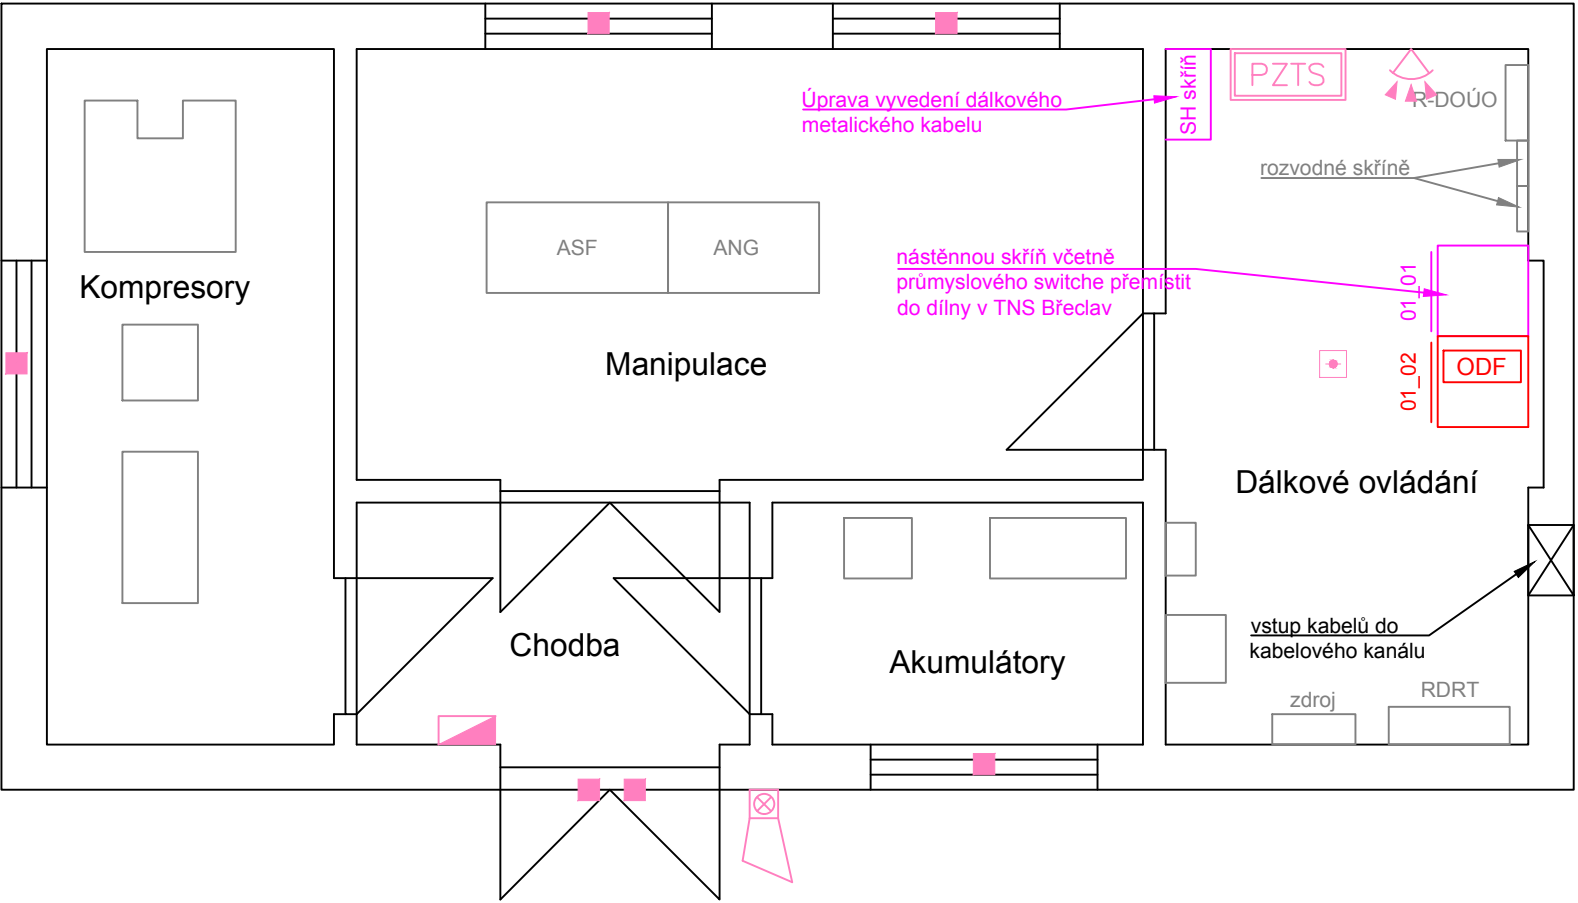 PZTS
SH skříň
Úprava vyvedení dálkového
metalického kabelu
R-DOÚO
rozvodné skříně
ASF
ANG
nástěnnou skříň včetně
průmyslového switche přemístit
do dílny v TNS Břeclav
01_01
Kompresory
Manipulace
01_02
ODF
Dálkové ovládání
Chodba
Akumulátory
vstup kabelů do
kabelového kanálu
zdroj
RDRT